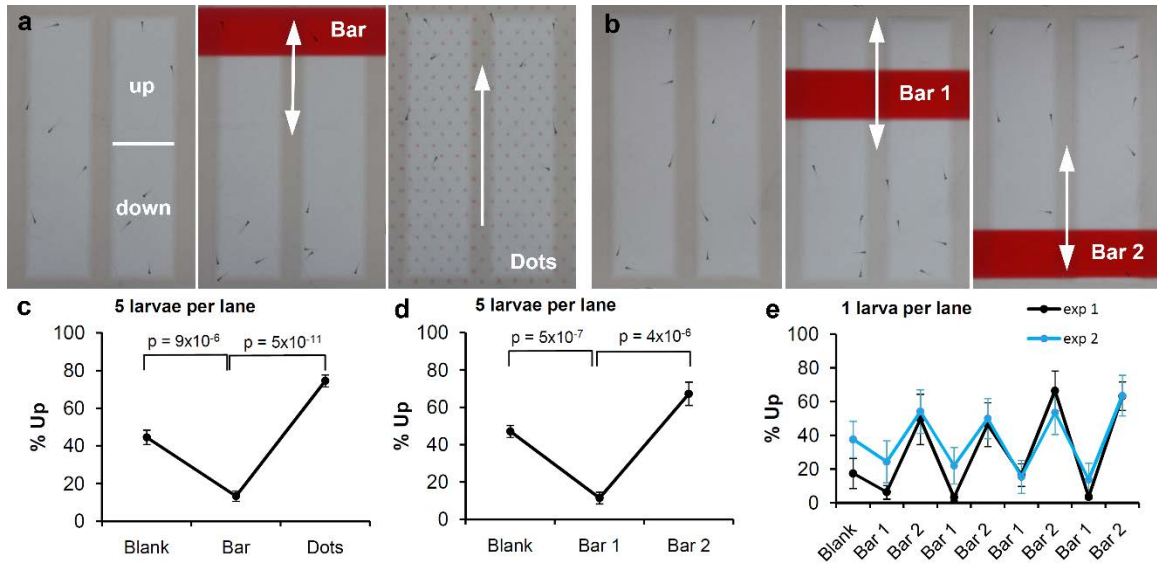 a
up
down
Bar
Dots
b
Bar 1
Bar 2
c
5 larvae per lane
p = 9x10⁻⁶
p = 5x10⁻¹¹
100
80
60
40
20
0
% Up
Blank Bar Dots
d
5 larvae per lane
p = 5x10⁻⁷
p = 4x10⁻⁶
100
80
60
40
20
0
% Up
Blank Bar 1 Bar 2
e
1 larva per lane
exp 1
exp 2
100
80
60
40
20
0
% Up
Blank Bar 1 Bar 2 Bar 1 Bar 2 Bar 1 Bar 2 Bar 1 Bar 2